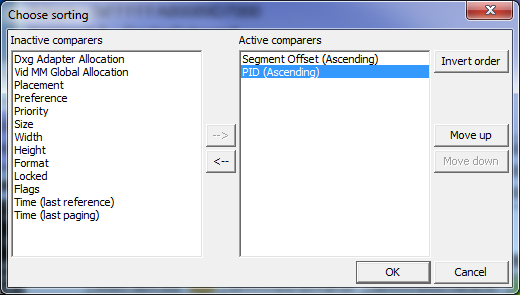 Choose sorting
Inactive comparers
Dxg Adapter Allocation
Vid MM Global Allocation
Placement
Preference
Priority
Size
Width
Height
Format
Locked
Flags
Time (last reference)
Time (last paging)
-->
<--
Active comparers
Segment Offset (Ascending)
PID (Ascending)
Invert order
Move up
Move down
OK
Cancel